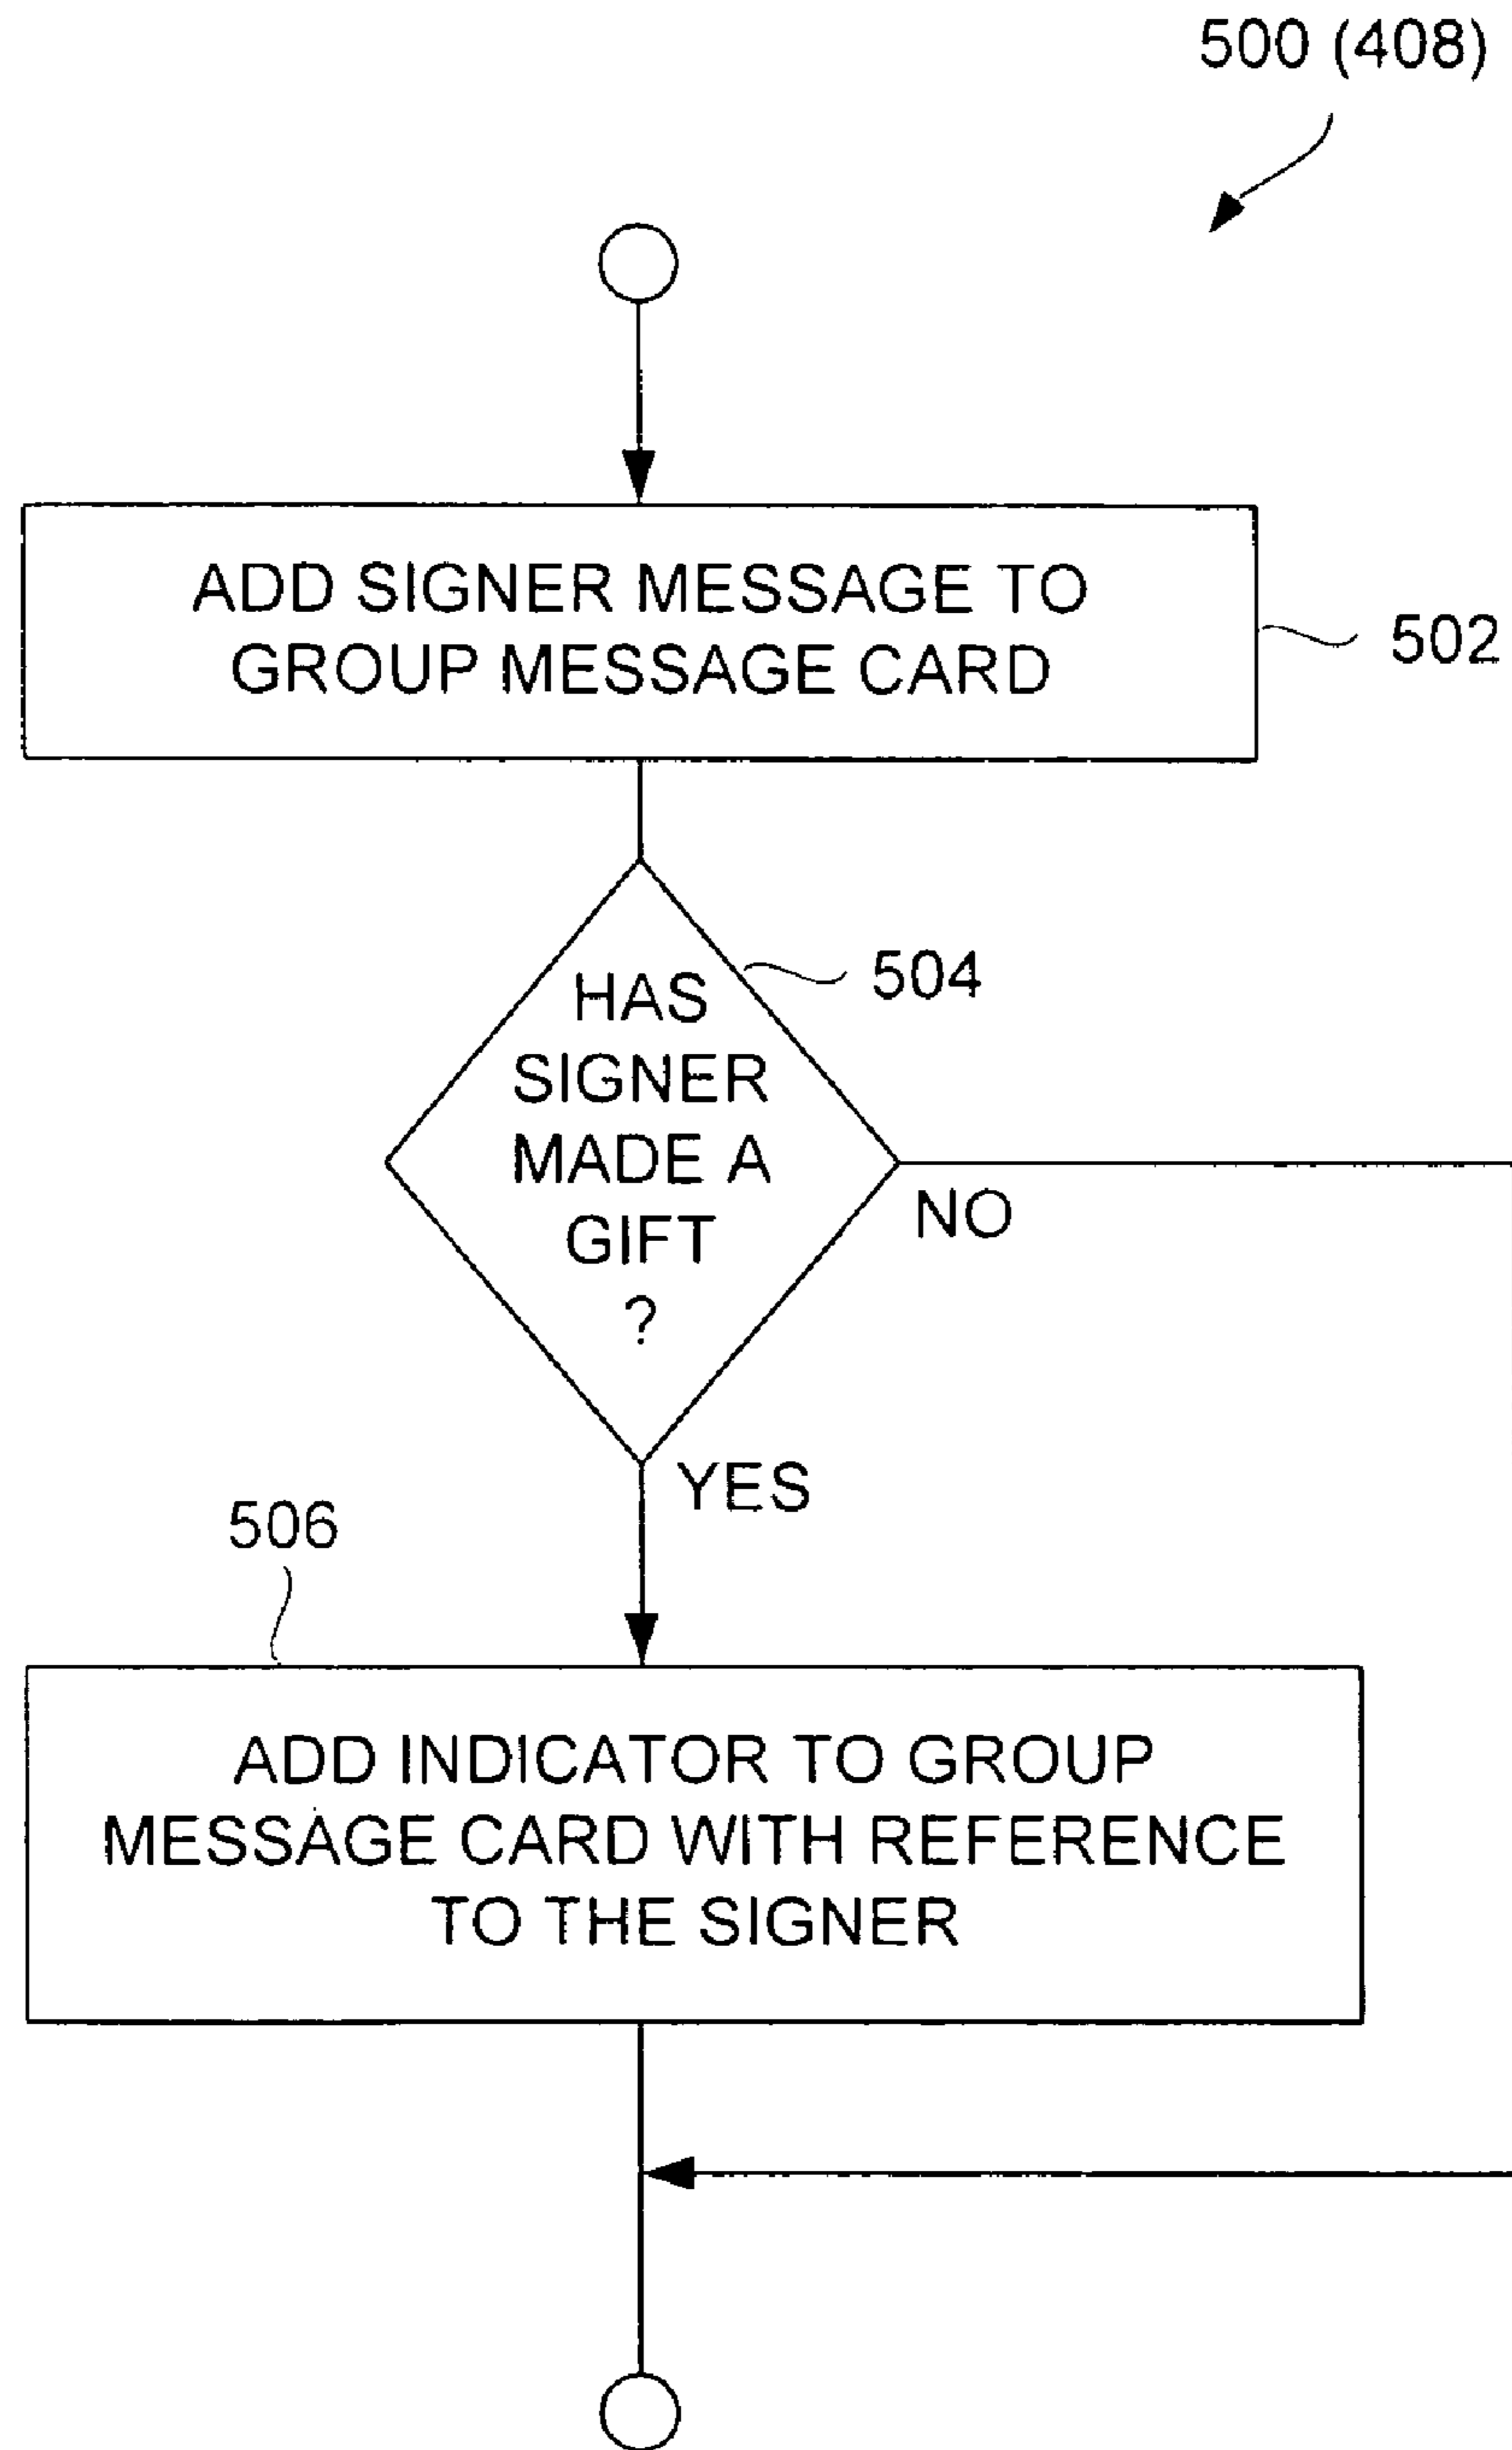 500 (408)
ADD SIGNER MESSAGE TO
GROUP MESSAGE CARD
502
504
HAS
SIGNER
MADE A
GIFT
?
NO
YES
506
ADD INDICATOR TO GROUP
MESSAGE CARD WITH REFERENCE
TO THE SIGNER